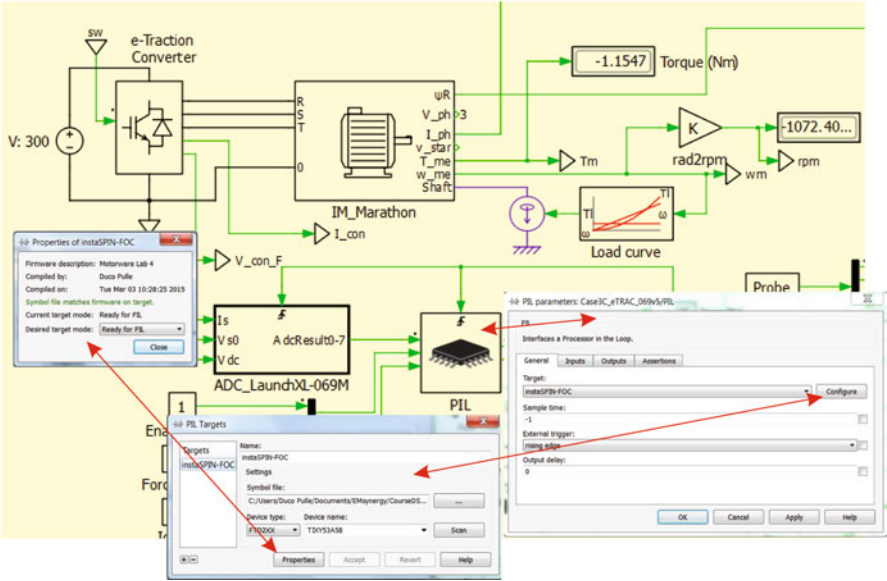 sw
e-Traction
Converter
V: 300
R
S
T
0
IM_Marathon
ψR
V_ph
3
I_ph
v_star
T_me
w_me
Shaft
-1.1547
Torque (Nm)
K
rad2rpm
-1072.40...
rpm
Tm
wm
Tl
ω
Tl
ω
Load curve
I_con
V_con_F
Probe
Properties of instaSPIN-FOC
Firmware description: Motorware Lab 4
Compiled by: Duco Pulle
Compiled on: Tue Mar 03 10:28:25 2015
Symbol file matches firmware on target.
Current target mode: Ready for PIL
Desired target mode: Ready for PIL
Close
Is
Vs0
Vdc
AdcResult0-7
ADC_LaunchXL-069M
PIL
1
Ena
Forc
PIL Targets
Targets
instaSPIN-FOC
Name:
instaSPIN-FOC
Settings
Symbol file:
C:/Users/Duco Pulle/Documents/EMsynergy/CourseDS...
...
Device type:
Device name:
FTD2XX
TIXY53ASB
Scan
Properties
Accept
Revert
Help
PIL parameters: Case3C_eTRAC_069v5/PIL
PIL
Interfaces a Processor in the Loop.
General
Inputs
Outputs
Assertions
Target:
instaSPIN-FOC
Configure
Sample time:
-1
External trigger:
rising edge
Output delay:
0
OK
Cancel
Apply
Help